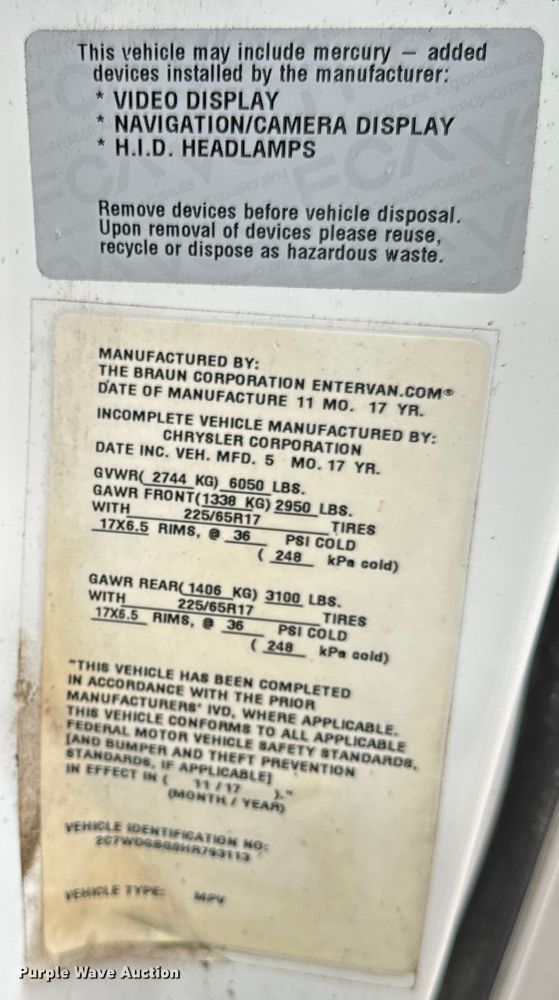 This vehicle may include mercury – added
devices installed by the manufacturer:
* VIDEO DISPLAY
* NAVIGATION/CAMERA DISPLAY
* H.I.D. HEADLAMPS
Remove devices before vehicle disposal.
Upon removal of devices please reuse,
recycle or dispose as hazardous waste.
MANUFACTURED BY:
THE BRAUN CORPORATION ENTERVAN.COM®
DATE OF MANUFACTURE 11 MO. 17 YR.
INCOMPLETE VEHICLE MANUFACTURED BY:
CHRYSLER CORPORATION
DATE INC. VEH. MFD. 5 MO. 17 YR.
GVWR( 2744 KG) 6050 LBS.
GAWR FRONT(1338 KG) 2950 LBS.
WITH 225/65R17 TIRES
17X6.5 RIMS, @ 36 PSI COLD
( 248 kPa cold)
GAWR REAR( 1406 KG) 3100 LBS.
WITH 225/65R17 TIRES
17X6.5 RIMS, @ 36 PSI COLD
( 248 kPa cold)
"THIS VEHICLE HAS BEEN COMPLETED
IN ACCORDANCE WITH THE PRIOR
MANUFACTURERS' IVD, WHERE APPLICABLE.
THIS VEHICLE CONFORMS TO ALL APPLICABLE
FEDERAL MOTOR VEHICLE SAFETY STANDARDS,
[AND BUMPER AND THEFT PREVENTION
STANDARDS, IF APPLICABLE]
IN EFFECT IN ( 11 / 17 )."
(MONTH / YEAR)
VEHICLE IDENTIFICATION NO:
VEHICLE TYPE: MPV
Purple Wave Auction